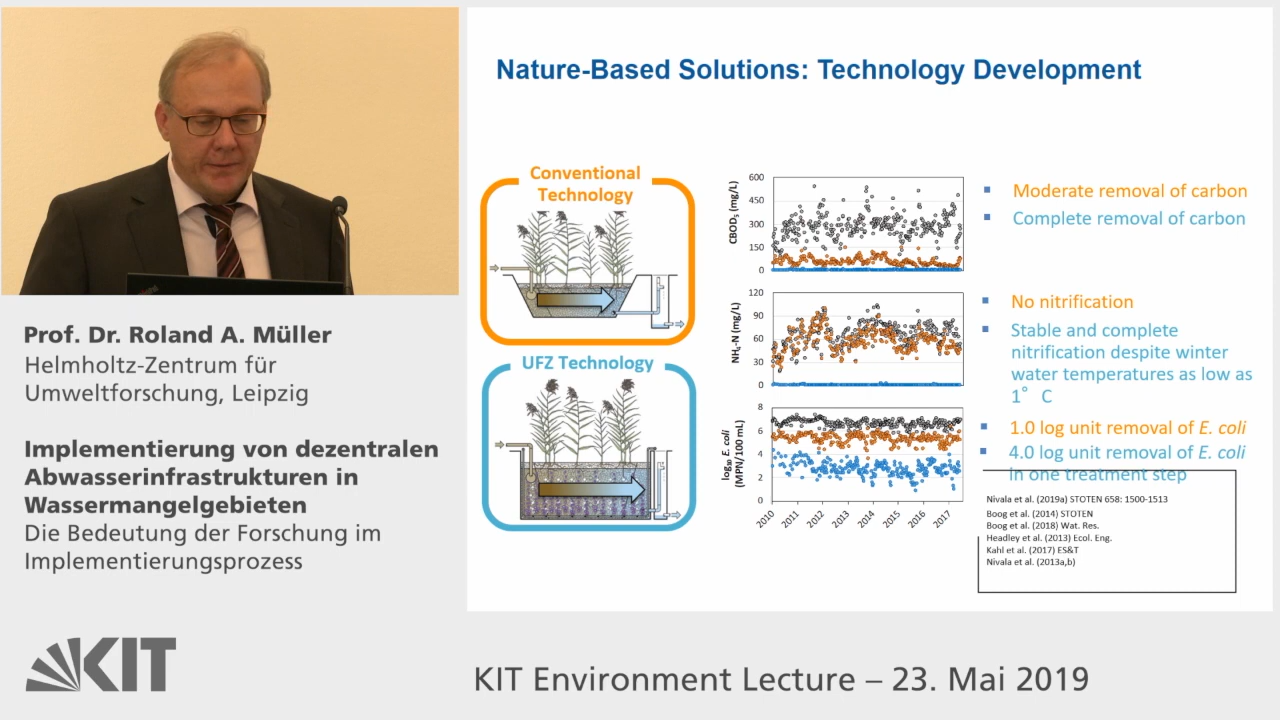 Prof. Dr. Roland A. Müller
Helmholtz-Zentrum für
Umweltforschung, Leipzig
Implementierung von dezentralen
Abwasserinfrastrukturen in
Wassermangelgebieten
Die Bedeutung der Forschung im
Implementierungsprozess
KIT
Nature-Based Solutions: Technology Development
Conventional
Technology
UFZ Technology
CBOD₅ (mg/L)
600
450
300
150
0
NH₄-N (mg/L)
120
90
60
30
0
log₁₀ E. coli
(MPN/100 mL)
8
6
4
2
0
2010 2011 2012 2013 2014 2015 2016 2017
▪ Moderate removal of carbon
▪ Complete removal of carbon
▪ No nitrification
▪ Stable and complete
nitrification despite winter
water temperatures as low as
1° C
▪ 1.0 log unit removal of E. coli
▪ 4.0 log unit removal of E. coli
in one treatment step
Nivala et al. (2019a) STOTEN 658: 1500-1513
Boog et al. (2014) STOTEN
Boog et al. (2018) Wat. Res.
Headley et al. (2013) Ecol. Eng.
Kahl et al. (2017) ES&T
Nivala et al. (2013a,b)
KIT Environment Lecture – 23. Mai 2019